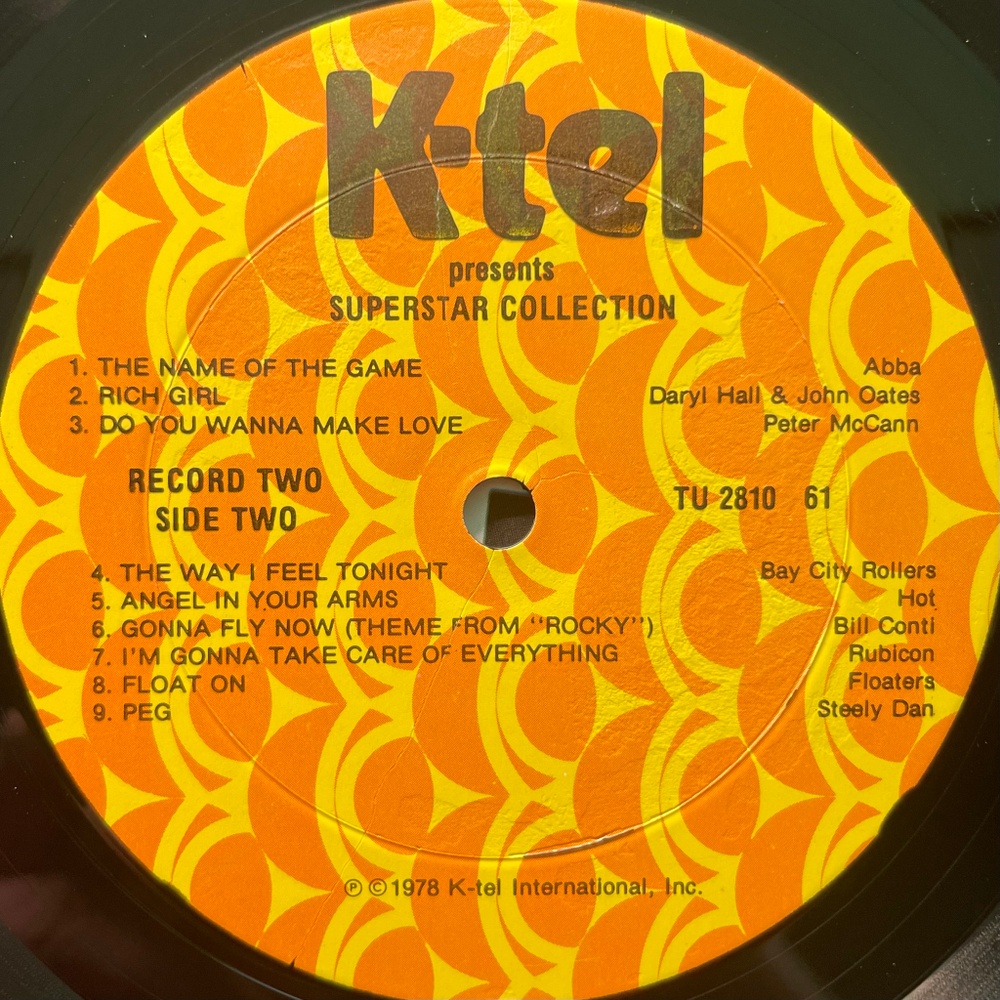 K-tel
presents
SUPERSTAR COLLECTION
1. THE NAME OF THE GAME Abba
2. RICH GIRL Daryl Hall & John Oates
3. DO YOU WANNA MAKE LOVE Peter McCann
RECORD TWO
SIDE TWO
TU 2810 61
4. THE WAY I FEEL TONIGHT Bay City Rollers
5. ANGEL IN YOUR ARMS Hot
6. GONNA FLY NOW (THEME FROM "ROCKY") Bill Conti
7. I'M GONNA TAKE CARE OF EVERYTHING Rubicon
8. FLOAT ON Floaters
9. PEG Steely Dan
℗ © 1978 K-tel International, Inc.